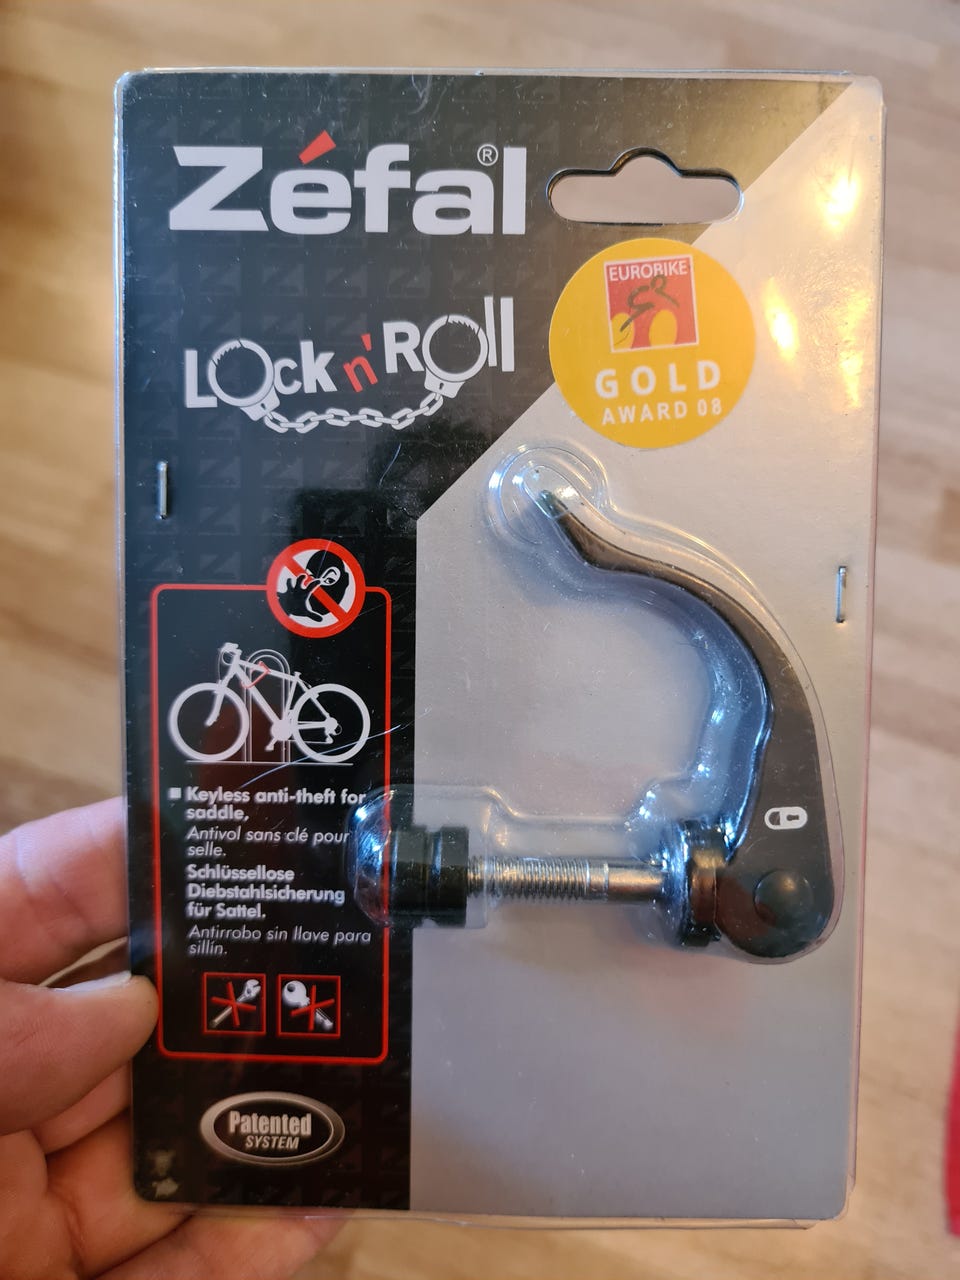 Zéfal®
Lock n' Roll
EUROBIKE
GOLD
AWARD 08
Keyless anti-theft for
saddle,
Antivol sans clé pour
selle.
Schlüssellose
Diebstahlsicherung
für Sattel.
Antirrobo sin llave para
sillín.
Patented
SYSTEM